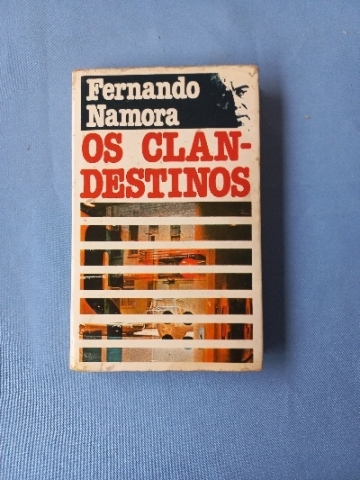 Fernando
Namora
OS CLAN-
DESTINOS